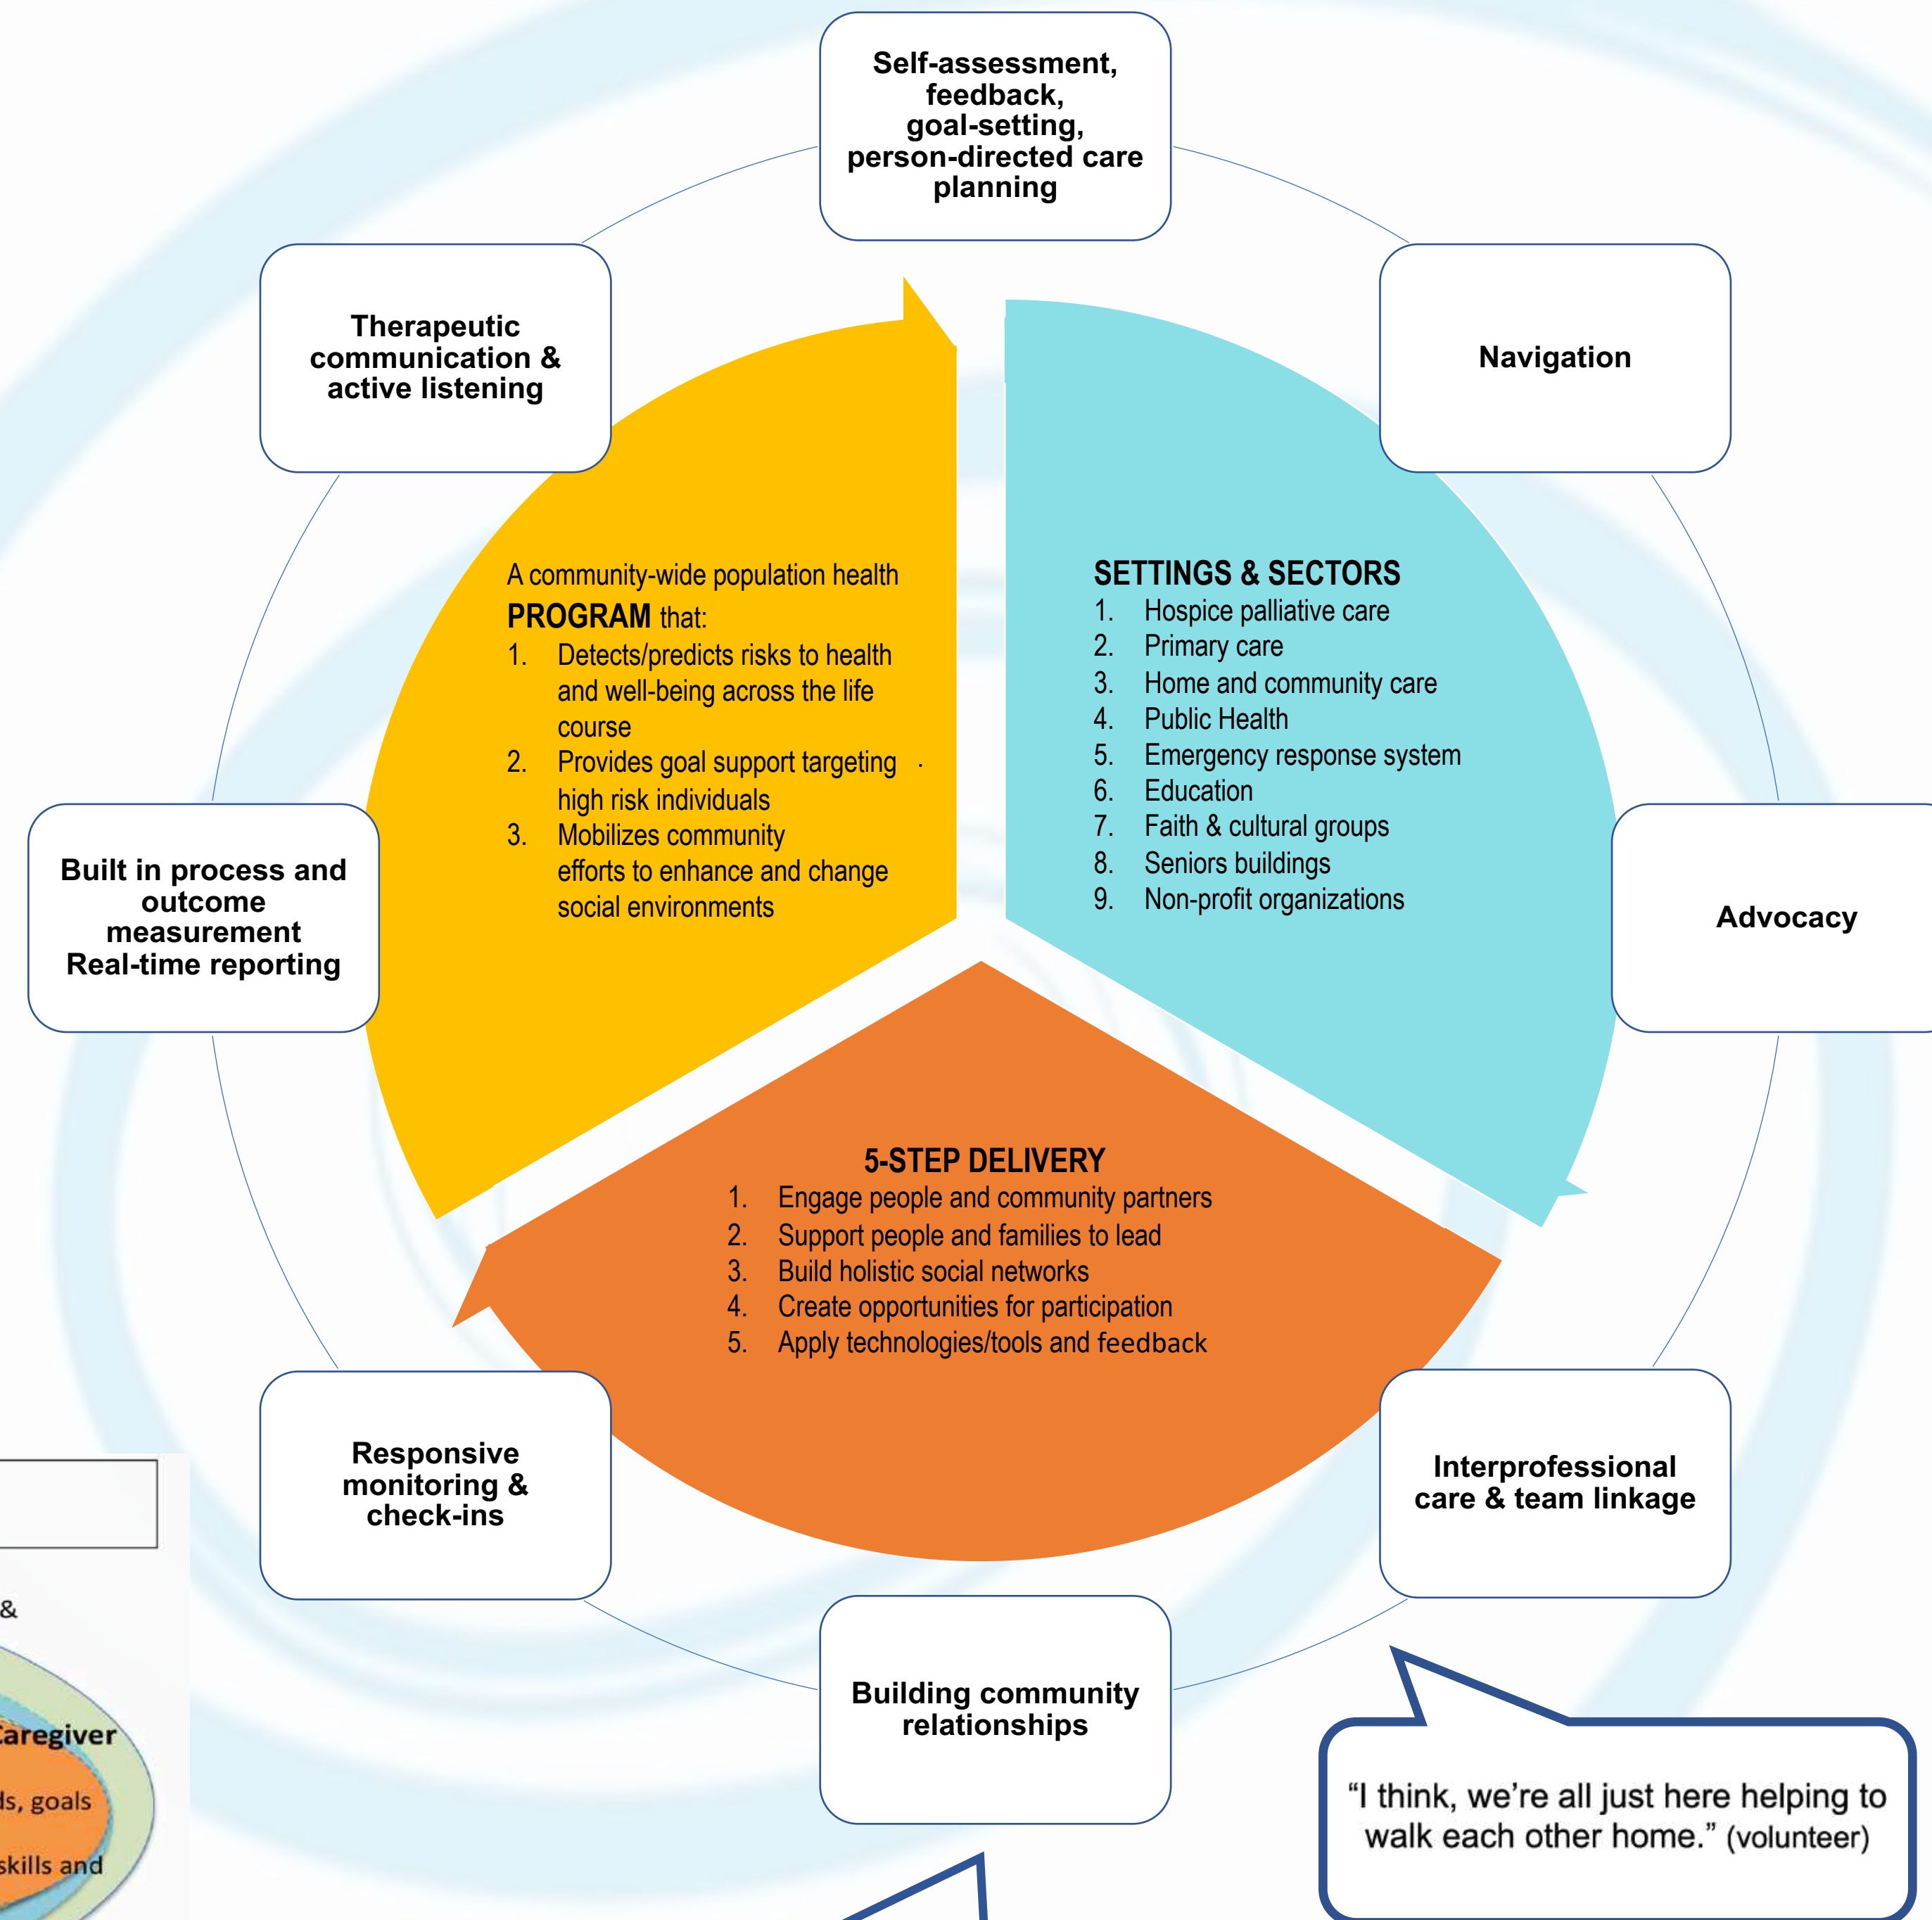 Self-assessment,
feedback,
goal-setting,
person-directed care
planning
Therapeutic
communication &
active listening
Navigation
A community-wide population health
PROGRAM that:
1. Detects/predicts risks to health
and well-being across the life
course
2. Provides goal support targeting .
high risk individuals
3. Mobilizes community
efforts to enhance and change
social environments
SETTINGS & SECTORS
1. Hospice palliative care
2. Primary care
3. Home and community care
4. Public Health
5. Emergency response system
6. Education
7. Faith & cultural groups
8. Seniors buildings
9. Non-profit organizations
Built in process and
outcome
measurement
Real-time reporting
Advocacy
5-STEP DELIVERY
1. Engage people and community partners
2. Support people and families to lead
3. Build holistic social networks
4. Create opportunities for participation
5. Apply technologies/tools and feedback
Responsive
monitoring &
check-ins
Interprofessional
care & team linkage
Building community
relationships
&
goals
skills and
“I think, we’re all just here helping to
walk each other home.” (volunteer)